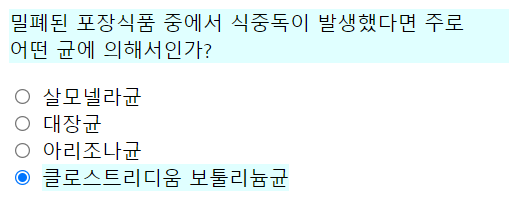 밀폐된 포장식품 중에서 식중독이 발생했다면 주로
어떤 균에 의해서인가?
살모넬라균
대장균
아리조나균
클로스트리디움 보툴리늄균